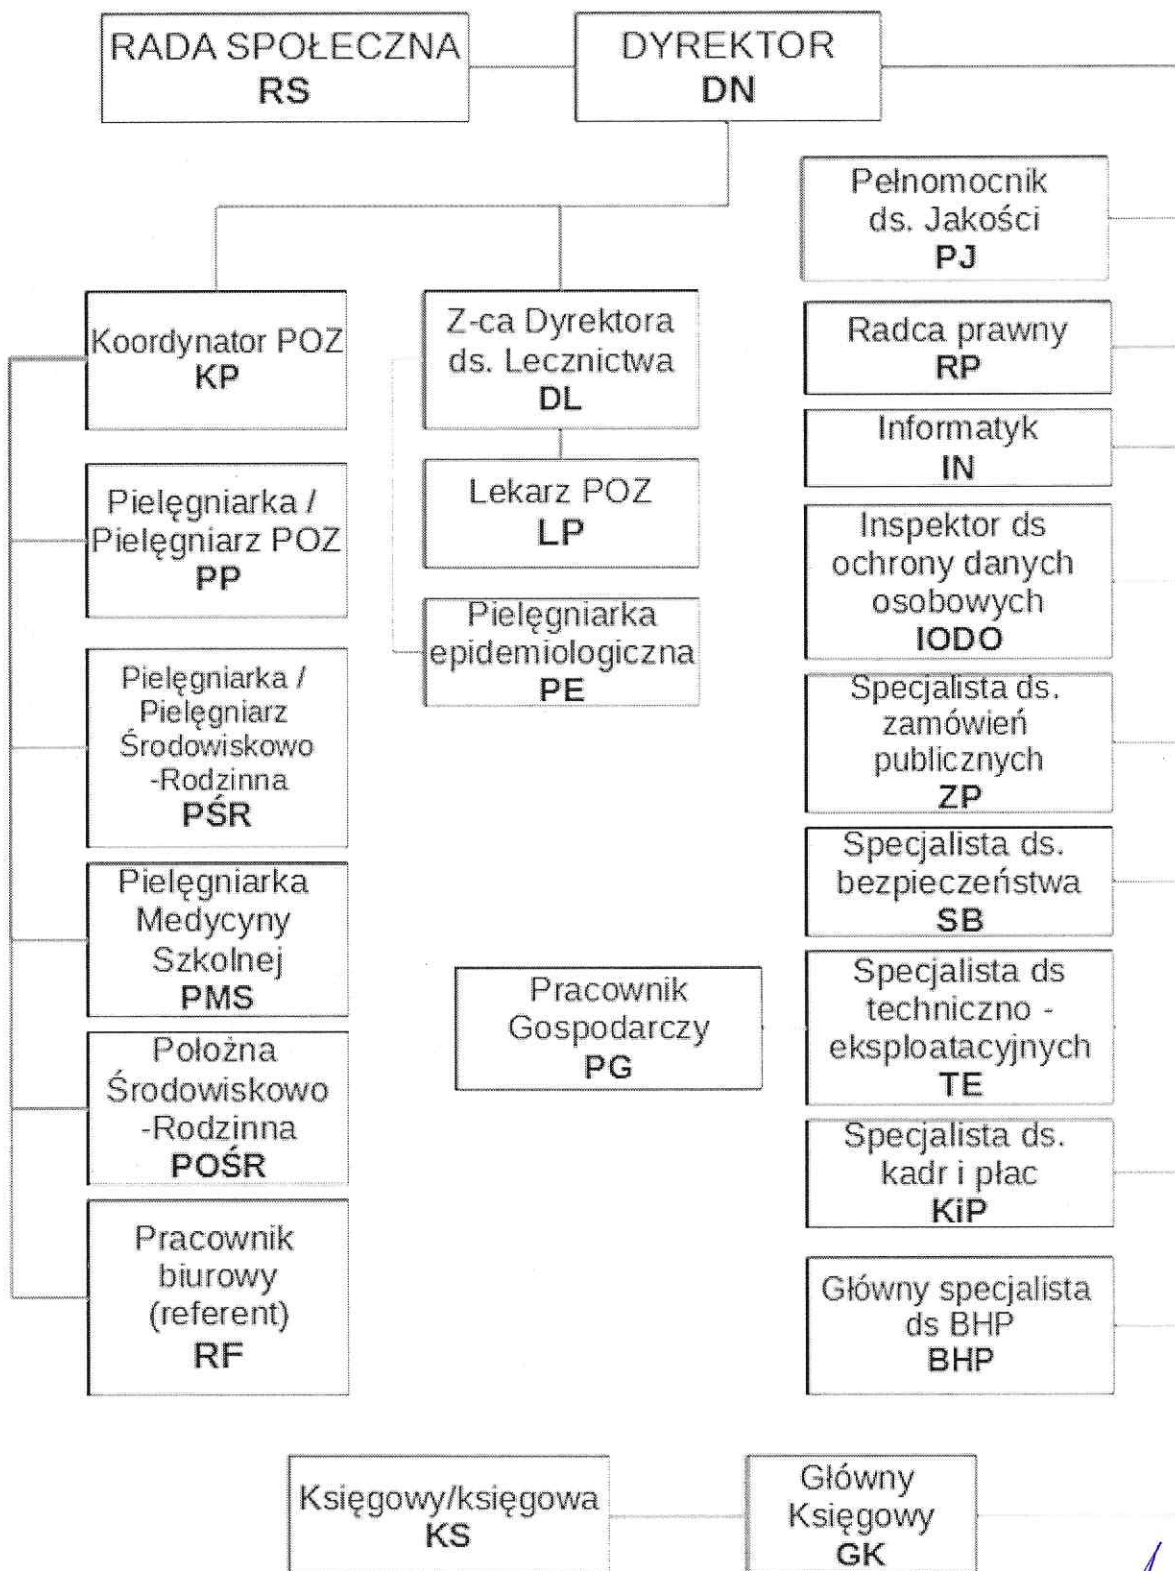 RADA SPOŁECZNA
RS
DYREKTOR
DN
Pełnomocnik
ds. Jakości
PJ
Koordynator POZ
KP
Z-ca Dyrektora
ds. Lecznictwa
DL
Radca prawny
RP
Informatyk
IN
Pielęgniarka /
Pielęgniarz POZ
PP
Lekarz POZ
LP
Inspektor ds
ochrony danych
osobowych
IODO
Pielęgniarka
epidemiologiczna
PE
Pielęgniarka /
Pielęgniarz
Środowiskowo
-Rodzinna
PŚR
Specjalista ds.
zamówień
publicznych
ZP
Specjalista ds.
bezpieczeństwa
SB
Pielęgniarka
Medycyny
Szkolnej
PMS
Pracownik
Gospodarczy
PG
Specjalista ds
techniczno -
eksploatacyjnych
TE
Położna
Środowiskowo
-Rodzinna
POŚR
Specjalista ds.
kadr i płac
KiP
Pracownik
biurowy
(referent)
RF
Główny specjalista
ds BHP
BHP
Księgowy/księgowa
KS
Główny
Księgowy
GK